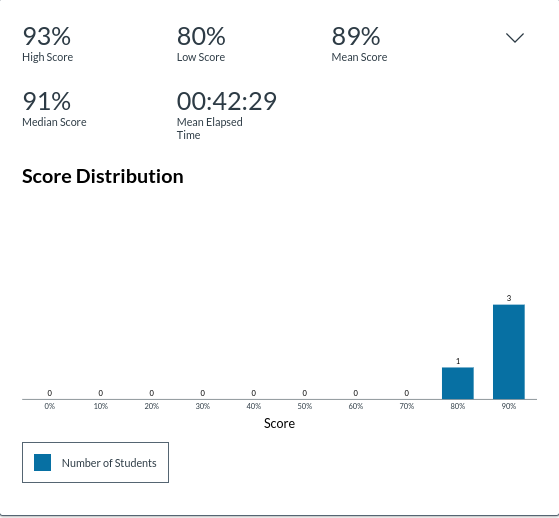 93% 80% 89%
High Score Low Score Mean Score
91% 00:42:29
Median Score Mean Elapsed
Time
Score Distribution
3
1
0 0 0 0 0 0 0 0
0% 10% 20% 30% 40% 50% 60% 70% 80% 90%
Score
Number of Students